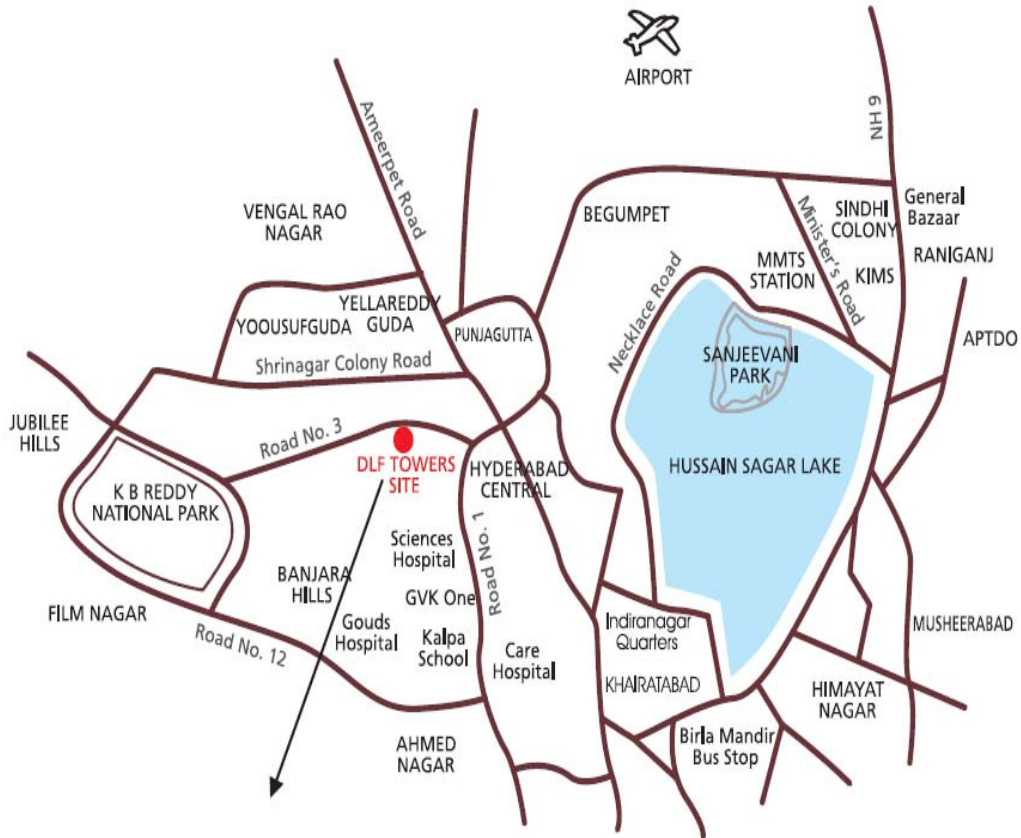 AIRPORT
NH 9
Ameerpet Road
VENGAL RAO
NAGAR
BEGUMPET
Minister's Road
SINDHI
COLONY
General
Bazaar
RANIGANJ
MMTS
STATION
KIMS
Necklace Road
YELLAREDDY
GUDA
YOOUSUFGUDA
PUNJAGUTTA
APTDO
SANJEEVANI
PARK
Shrinagar Colony Road
JUBILEE
HILLS
Road No. 3
DLF TOWERS
SITE
HYDERABAD
CENTRAL
HUSSAIN SAGAR LAKE
K B REDDY
NATIONAL PARK
Sciences
Hospital
Road No. 1
BANJARA
HILLS
GVK One
FILM NAGAR
Road No. 12
Gouds
Hospital
Kalpa
School
Care
Hospital
Indiranagar
Quarters
MUSHEERABAD
KHAIRATABAD
HIMAYAT
NAGAR
AHMED
NAGAR
Birla Mandir
Bus Stop